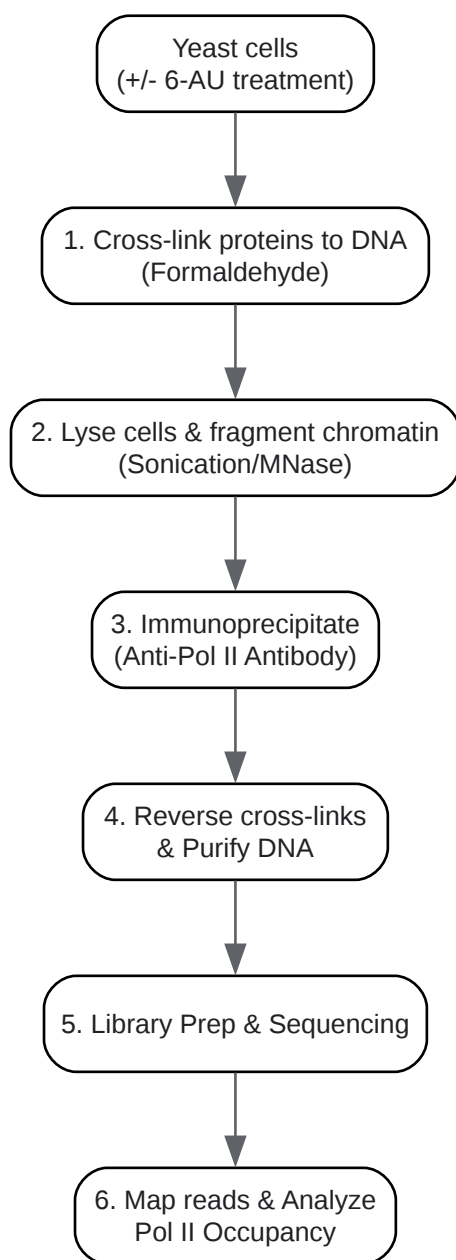 Yeast cells
(+/- 6-AU treatment)
1. Cross-link proteins to DNA
(Formaldehyde)
2. Lyse cells & fragment chromatin
(Sonication/MNase)
3. Immunoprecipitate
(Anti-Pol II Antibody)
4. Reverse cross-links
& Purify DNA
5. Library Prep & Sequencing
6. Map reads & Analyze
Pol II Occupancy